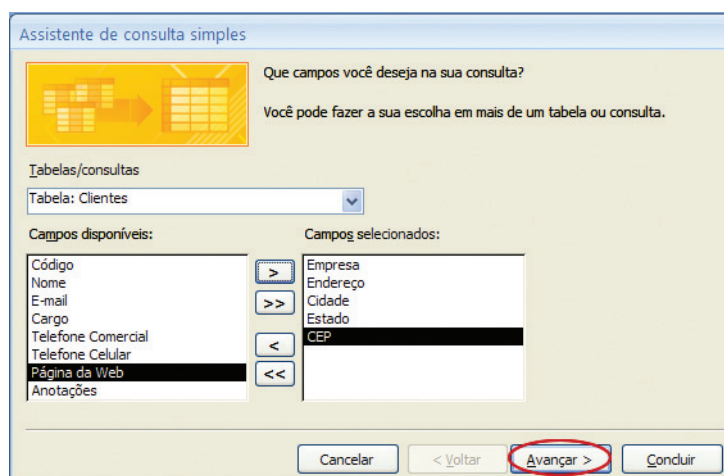 Assistente de consulta simples
Que campos você deseja na sua consulta?
Você pode fazer a sua escolha em mais de um tabela ou consulta.
Tabelas/consultas
Tabela: Clientes
Campos disponíveis:
Código
Nome
E-mail
Cargo
Telefone Comercial
Telefone Celular
Página da Web
Anotações
>
>>
<
<<
Campos selecionados:
Empresa
Endereço
Cidade
Estado
CEP
Cancelar
< Voltar
Avançar >
Concluir